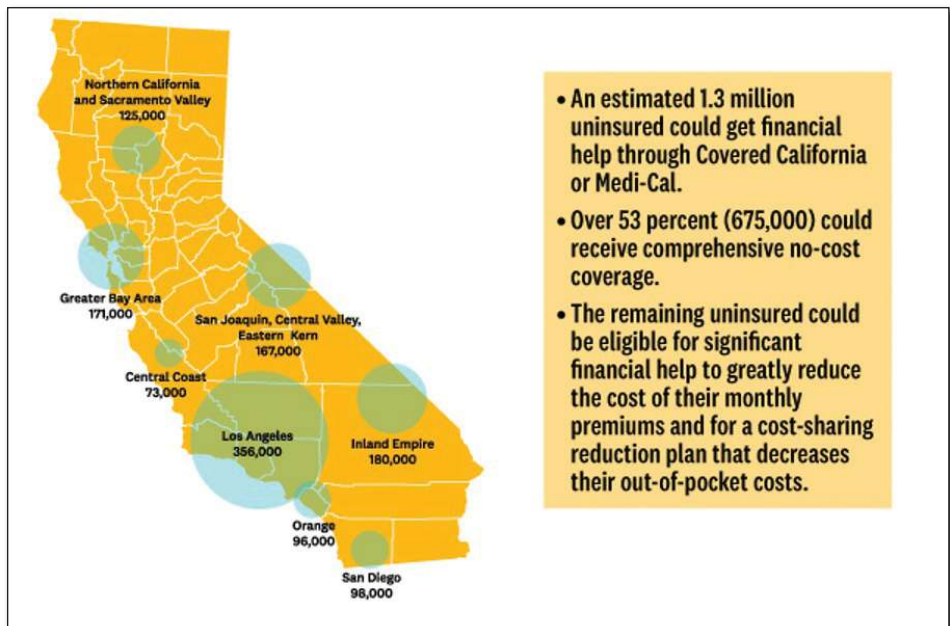 Northern California
and Sacramento Valley
125,000
Greater Bay Area
171,000
San Joaquin, Central Valley,
Eastern Kern
167,000
Central Coast
73,000
Los Angeles
356,000
Inland Empire
180,000
Orange
96,000
San Diego
98,000
• An estimated 1.3 million
uninsured could get financial
help through Covered California
or Medi-Cal.
• Over 53 percent (675,000) could
receive comprehensive no-cost
coverage.
• The remaining uninsured could
be eligible for significant
financial help to greatly reduce
the cost of their monthly
premiums and for a cost-sharing
reduction plan that decreases
their out-of-pocket costs.